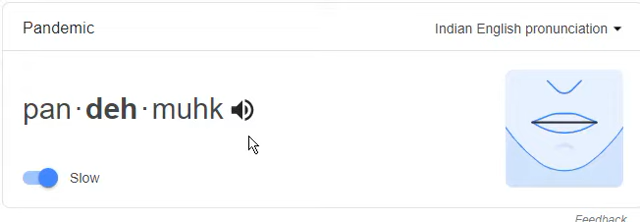 Pandemic
Indian English pronunciation
pan·deh·muhk
Slow
Feedback